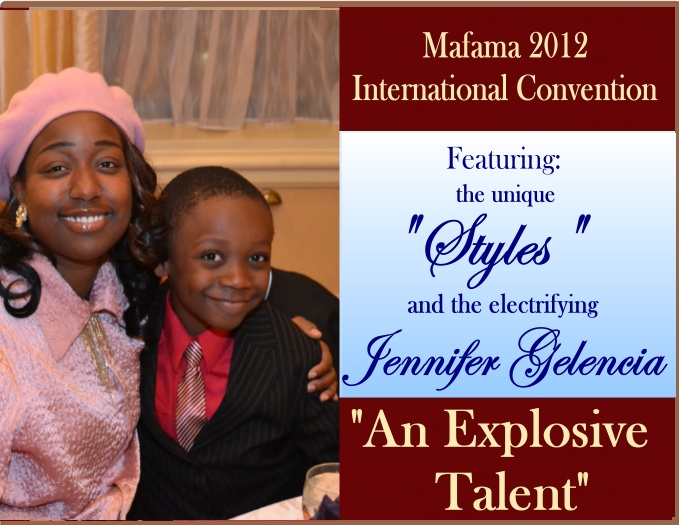 Mafama 2012
International Convention
Featuring:
the unique
"Styles "
and the electrifying
Jennifer Gelencia
"An Explosive
Talent"